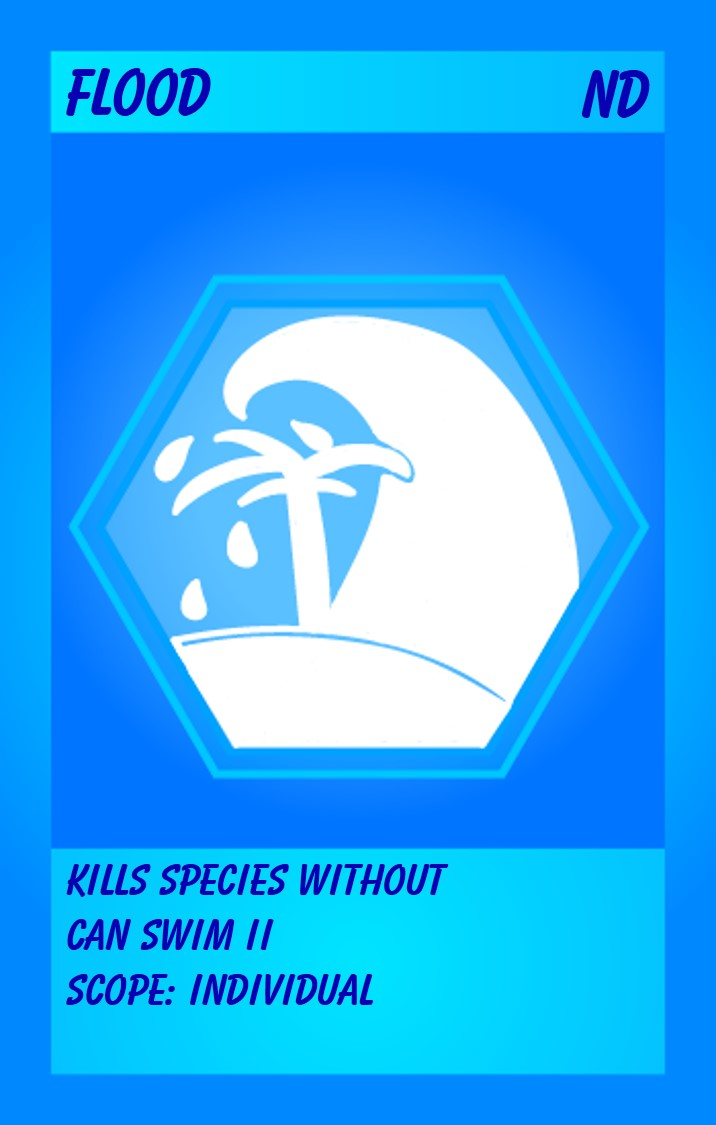 FLOOD ND
KILLS SPECIES WITHOUT
CAN SWIM II
SCOPE: INDIVIDUAL